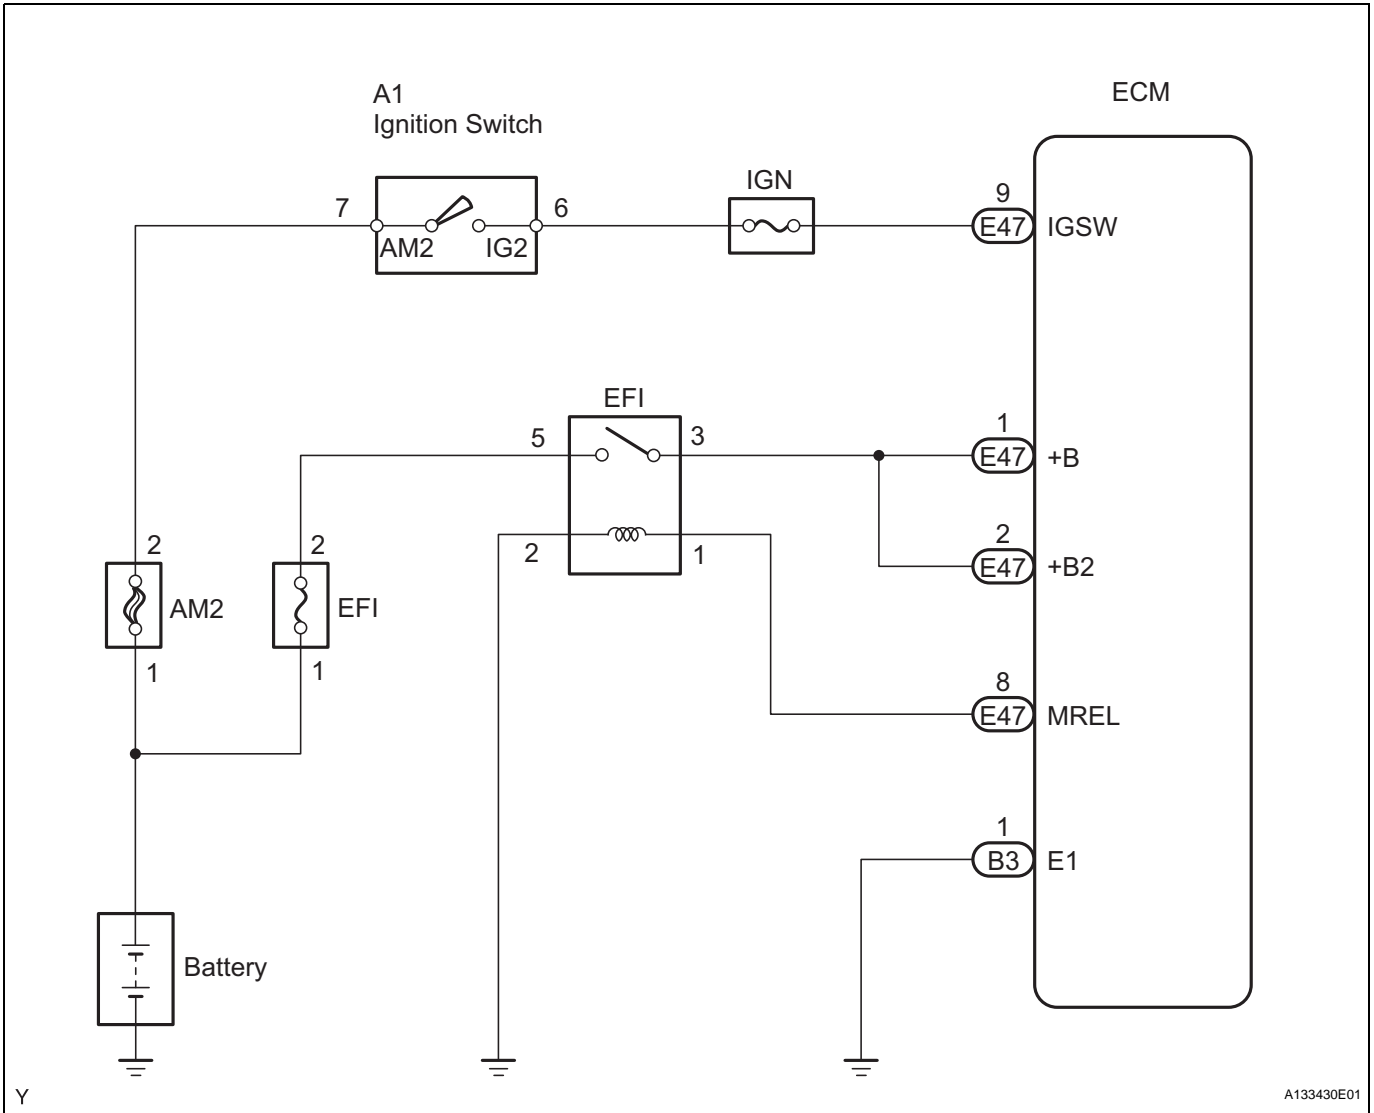 A1
Ignition Switch
ECM
7
AM2
IG2
6
IGN
9
E47
IGSW
EFI
5
3
1
E47
+B
2
1
2
E47
+B2
2
AM2
1
2
EFI
1
8
E47
MREL
1
B3
E1
Battery
Y
A133430E01